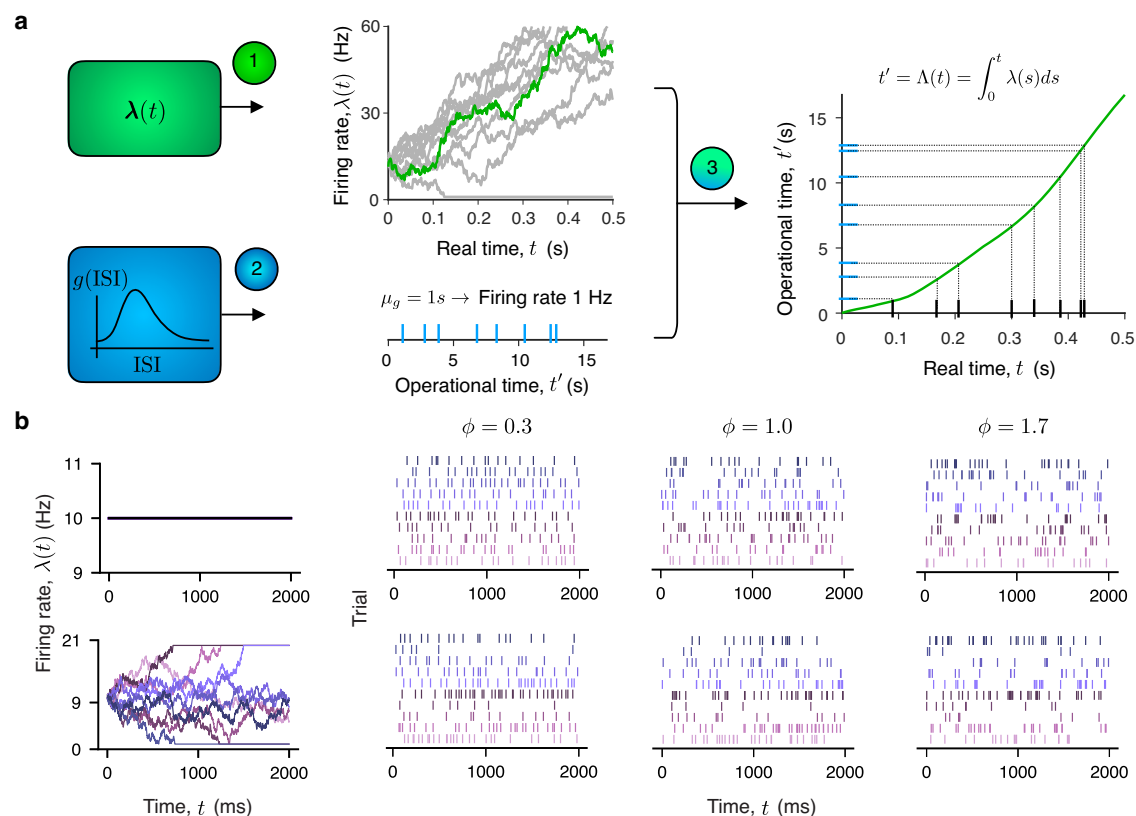 a
1
λ(t)
Firing rate, λ(t) (Hz)
60
30
0
0 0.1 0.2 0.3 0.4 0.5
Real time, t (s)
2
g(ISI)
ISI
μg = 1s → Firing rate 1 Hz
0 5 10 15
Operational time, t′ (s)
3
t′ = Λ(t) = ∫₀ᵗ λ(s)ds
Operational time, t′(s)
15
10
5
0
0 0.1 0.2 0.3 0.4 0.5
Real time, t (s)
b
Firing rate, λ(t) (Hz)
11
10
9
0 1000 2000
21
9
0
0 1000 2000
Time, t (ms)
Trial
ϕ = 0.3
ϕ = 1.0
ϕ = 1.7
0 1000 2000
0 1000 2000
0 1000 2000
0 1000 2000
0 1000 2000
0 1000 2000
Time, t (ms)